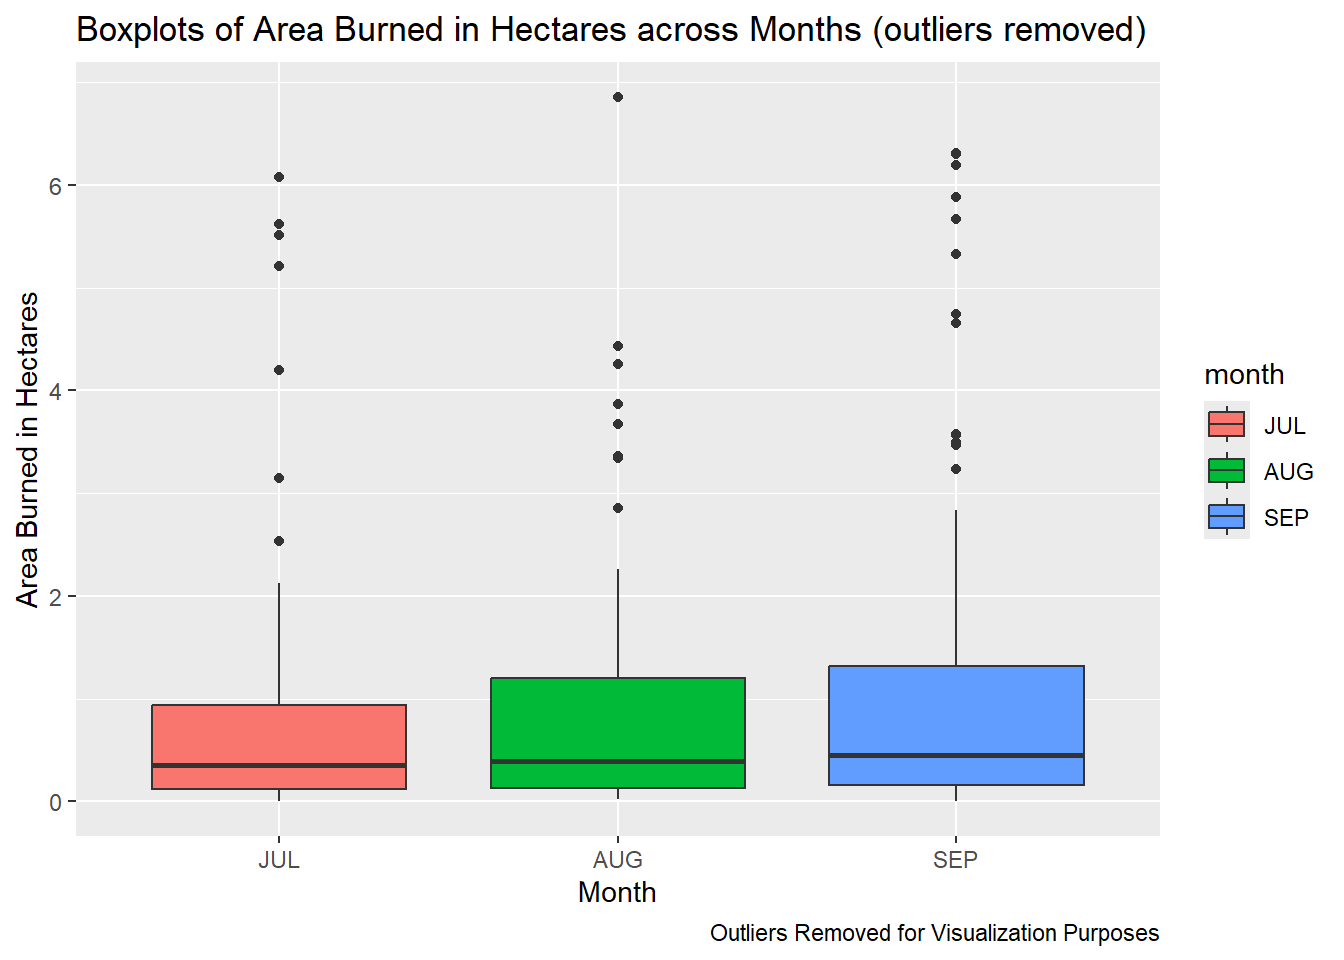 Boxplots of Area Burned in Hectares across Months (outliers removed)
Area Burned in Hectares
6
4
2
0
JUL AUG SEP
Month
month
JUL
AUG
SEP
Outliers Removed for Visualization Purposes